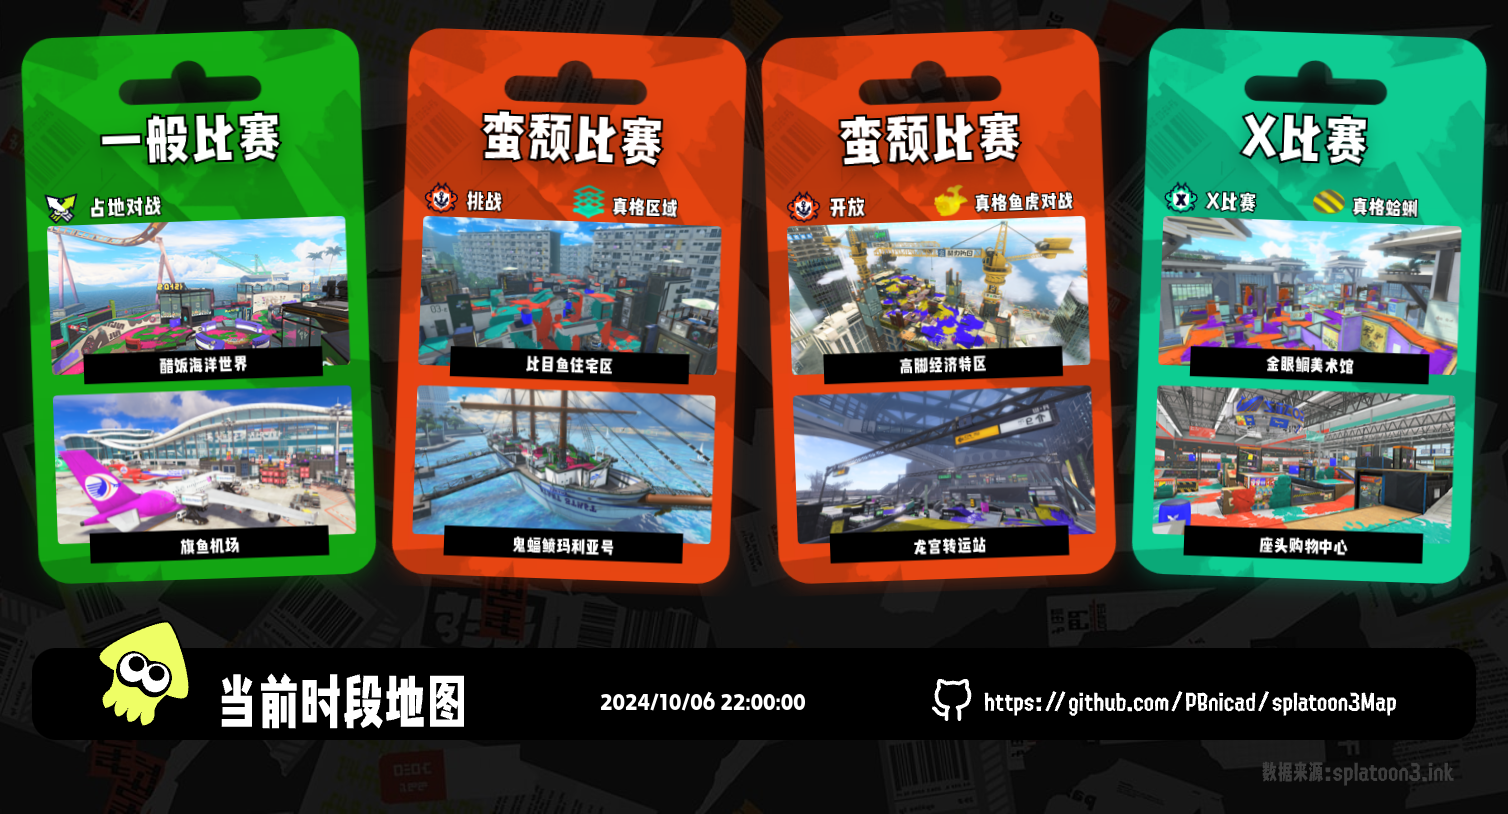 一般比赛
占地对战
醋饭海洋世界
旗鱼机场
蛮颓比赛
挑战
真格区域
比目鱼住宅区
鬼蝠鲼玛利亚号
蛮颓比赛
开放
真格鱼虎对战
高脚经济特区
龙宫转运站
X比赛
X比赛
真格蛤蜊
金眼鲷美术馆
座头购物中心
当前时段地图
2024/10/06 22:00:00
https://github.com/PBnicad/splatoon3Map
数据来源:splatoon3.ink